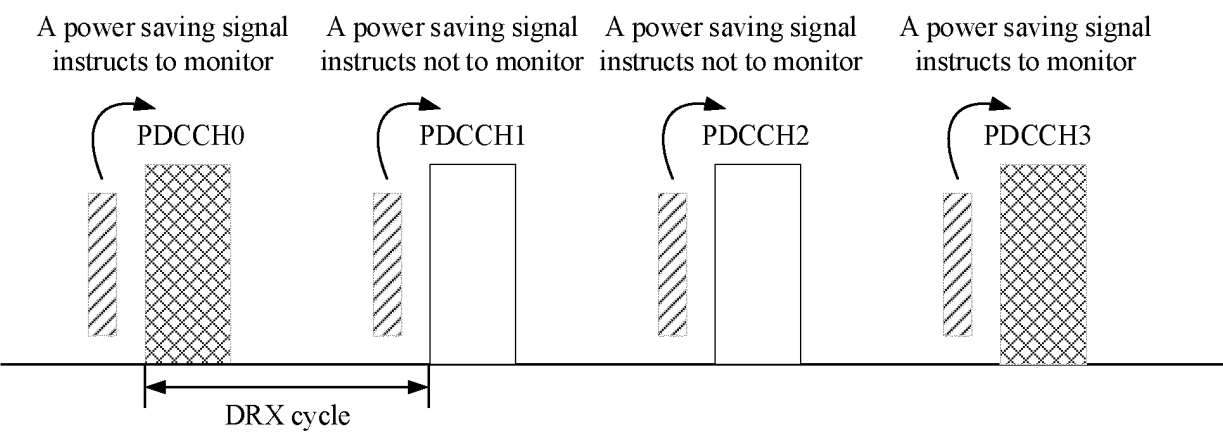 A power saving signal
instructs to monitor
A power saving signal
instructs not to monitor
A power saving signal
instructs not to monitor
A power saving signal
instructs to monitor
PDCCH0
PDCCH1
PDCCH2
PDCCH3
DRX cycle